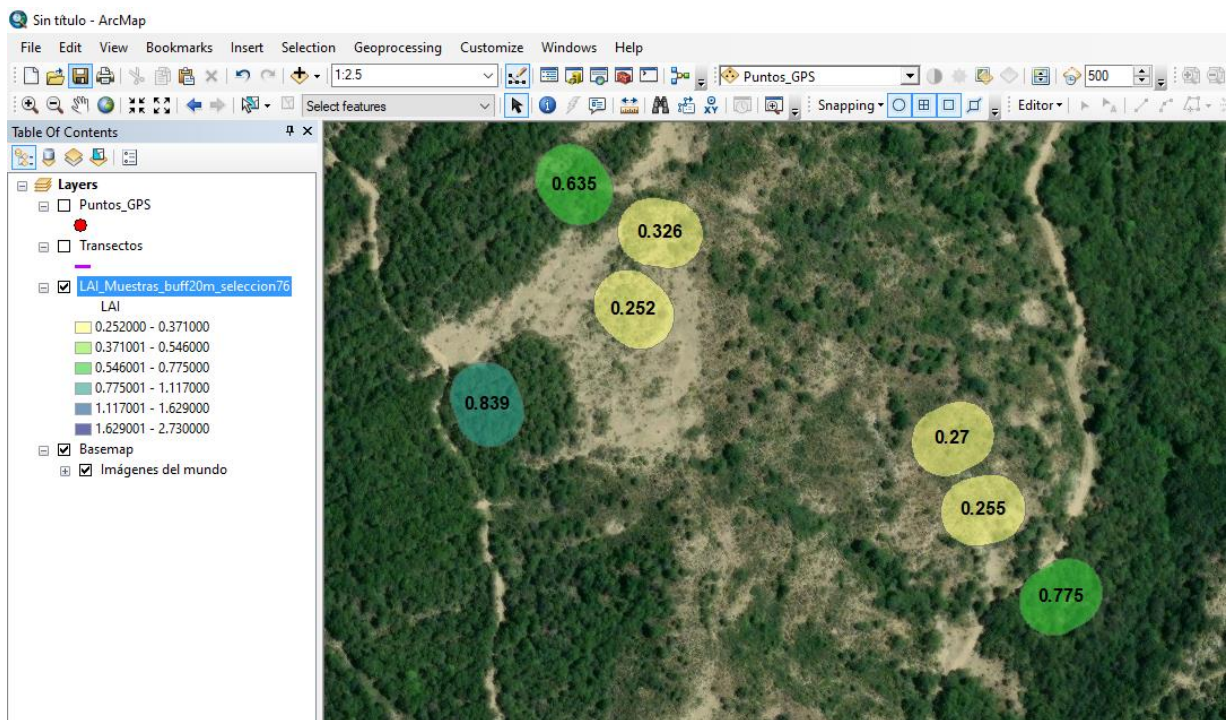 Sin título - ArcMap
File Edit View Bookmarks Insert Selection Geoprocessing Customize Windows Help
1:2.5 Puntos_GPS 500
Select features Snapping Editor
Table Of Contents
Layers
Puntos_GPS
Transectos
LAI_Muestras_buff20m_seleccion76
LAI
0.252000 - 0.371000
0.371001 - 0.546000
0.546001 - 0.775000
0.775001 - 1.117000
1.117001 - 1.629000
1.629001 - 2.730000
Basemap
Imágenes del mundo
0.635
0.326
0.252
0.839
0.27
0.255
0.775